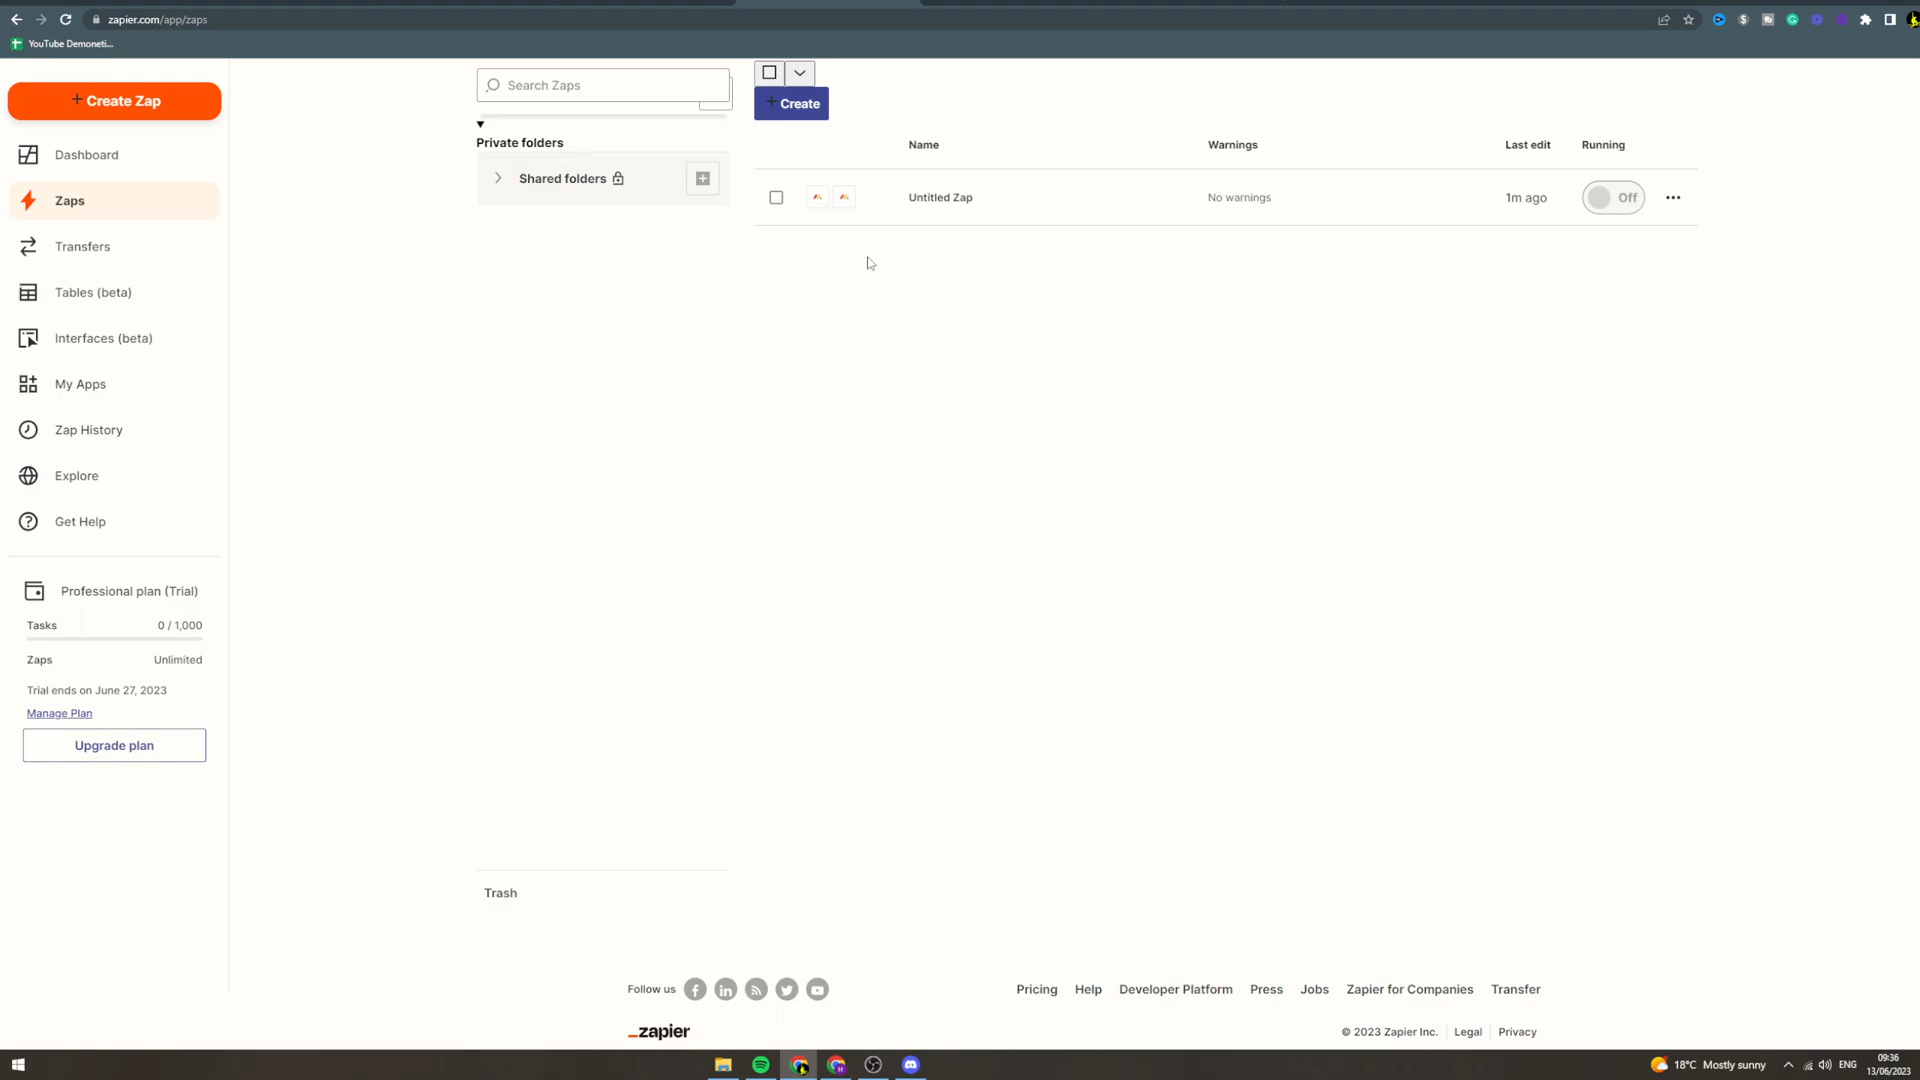 zapier.com/app/zaps
YouTube Demoneti...
+ Create Zap
Dashboard
Zaps
Transfers
Tables (beta)
Interfaces (beta)
My Apps
Zap History
Explore
Get Help
Professional plan (Trial)
Tasks 0 / 1,000
Zaps Unlimited
Trial ends on June 27, 2023
Manage Plan
Upgrade plan
Search Zaps
Private folders
Shared folders
Trash
+ Create
Name Warnings Last edit Running
Untitled Zap No warnings 1m ago Off
Follow us
Pricing Help Developer Platform Press Jobs Zapier for Companies Transfer
_zapier
© 2023 Zapier Inc. Legal Privacy
18°C Mostly sunny
ENG
09:36
13/06/2023